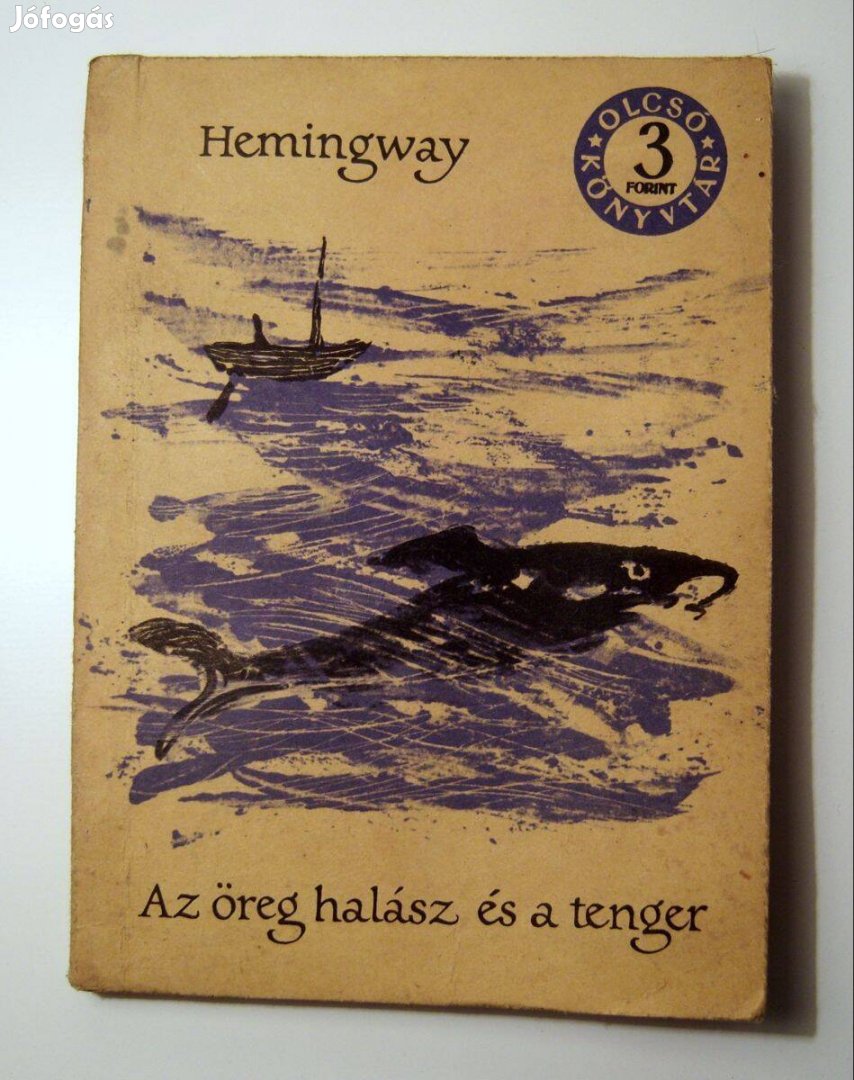 Jófogás
Hemingway
OLCSÓ
3
FORINT
KÖNYVTÁR
Az öreg halász és a tenger